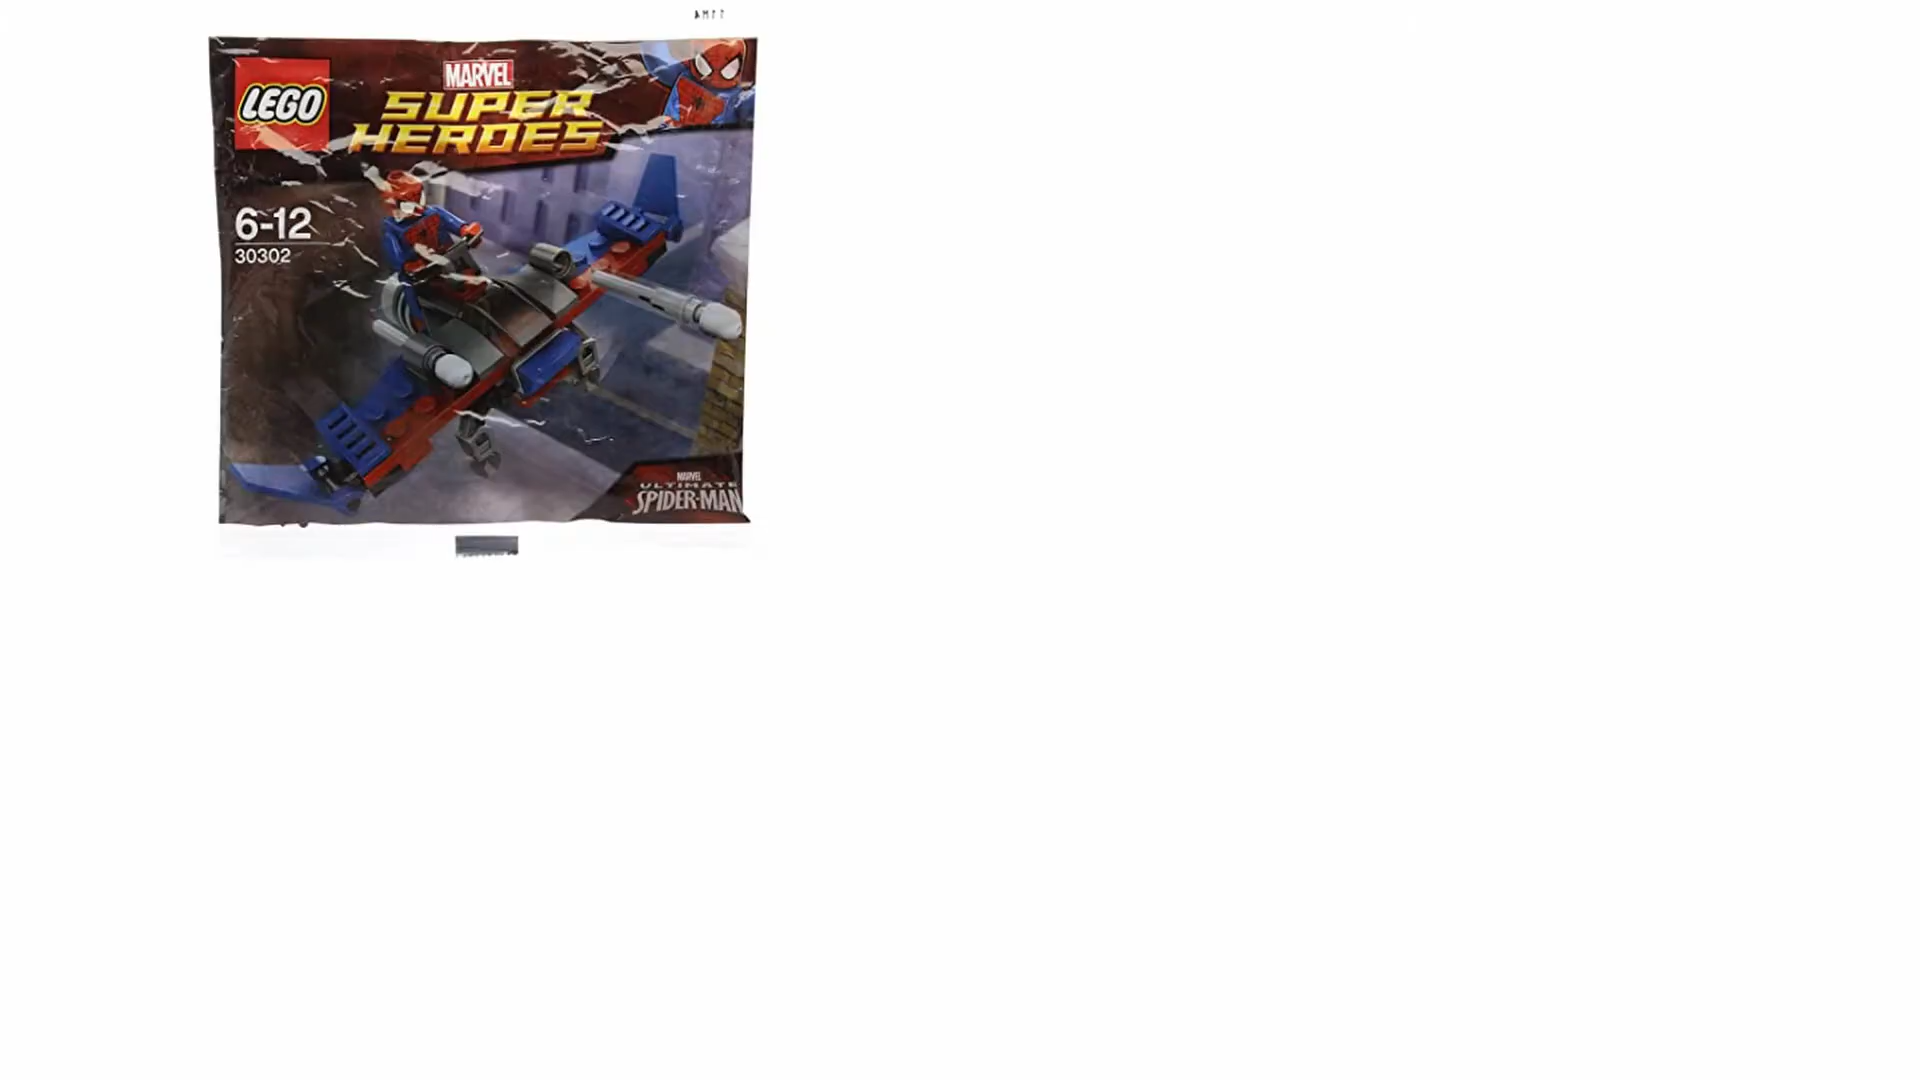 LEGO
MARVEL
SUPER
HEROES
6-12
30302
MARVEL
ULTIMATE
SPIDER-MAN